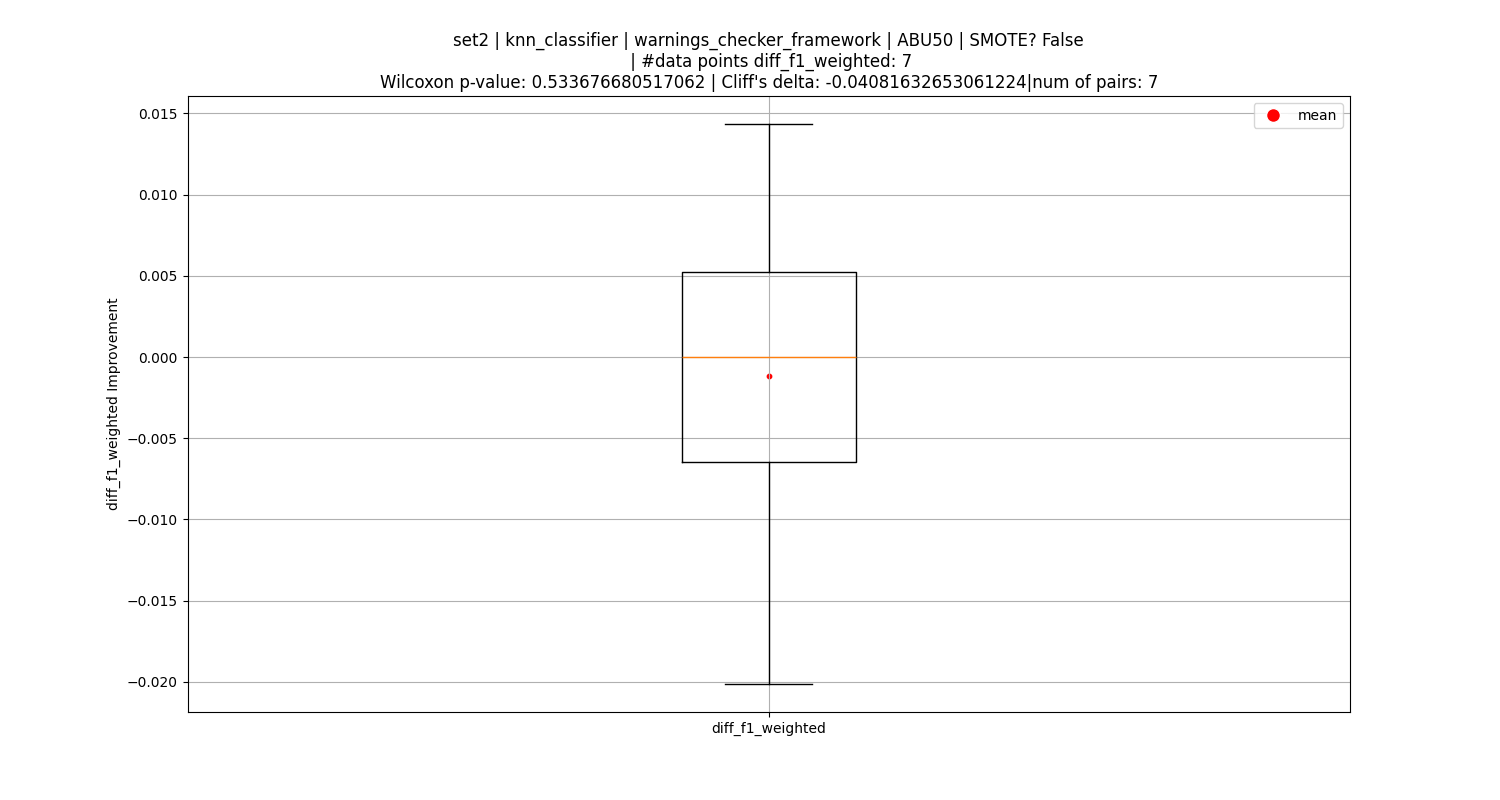 set2 | knn_classifier | warnings_checker_framework | ABU50 | SMOTE? False
| #data points diff_f1_weighted: 7
Wilcoxon p-value: 0.533676680517062 | Cliff's delta: -0.04081632653061224|num of pairs: 7
mean
0.015
0.010
0.005
0.000
−0.005
−0.010
−0.015
−0.020
diff_f1_weighted Improvement
diff_f1_weighted